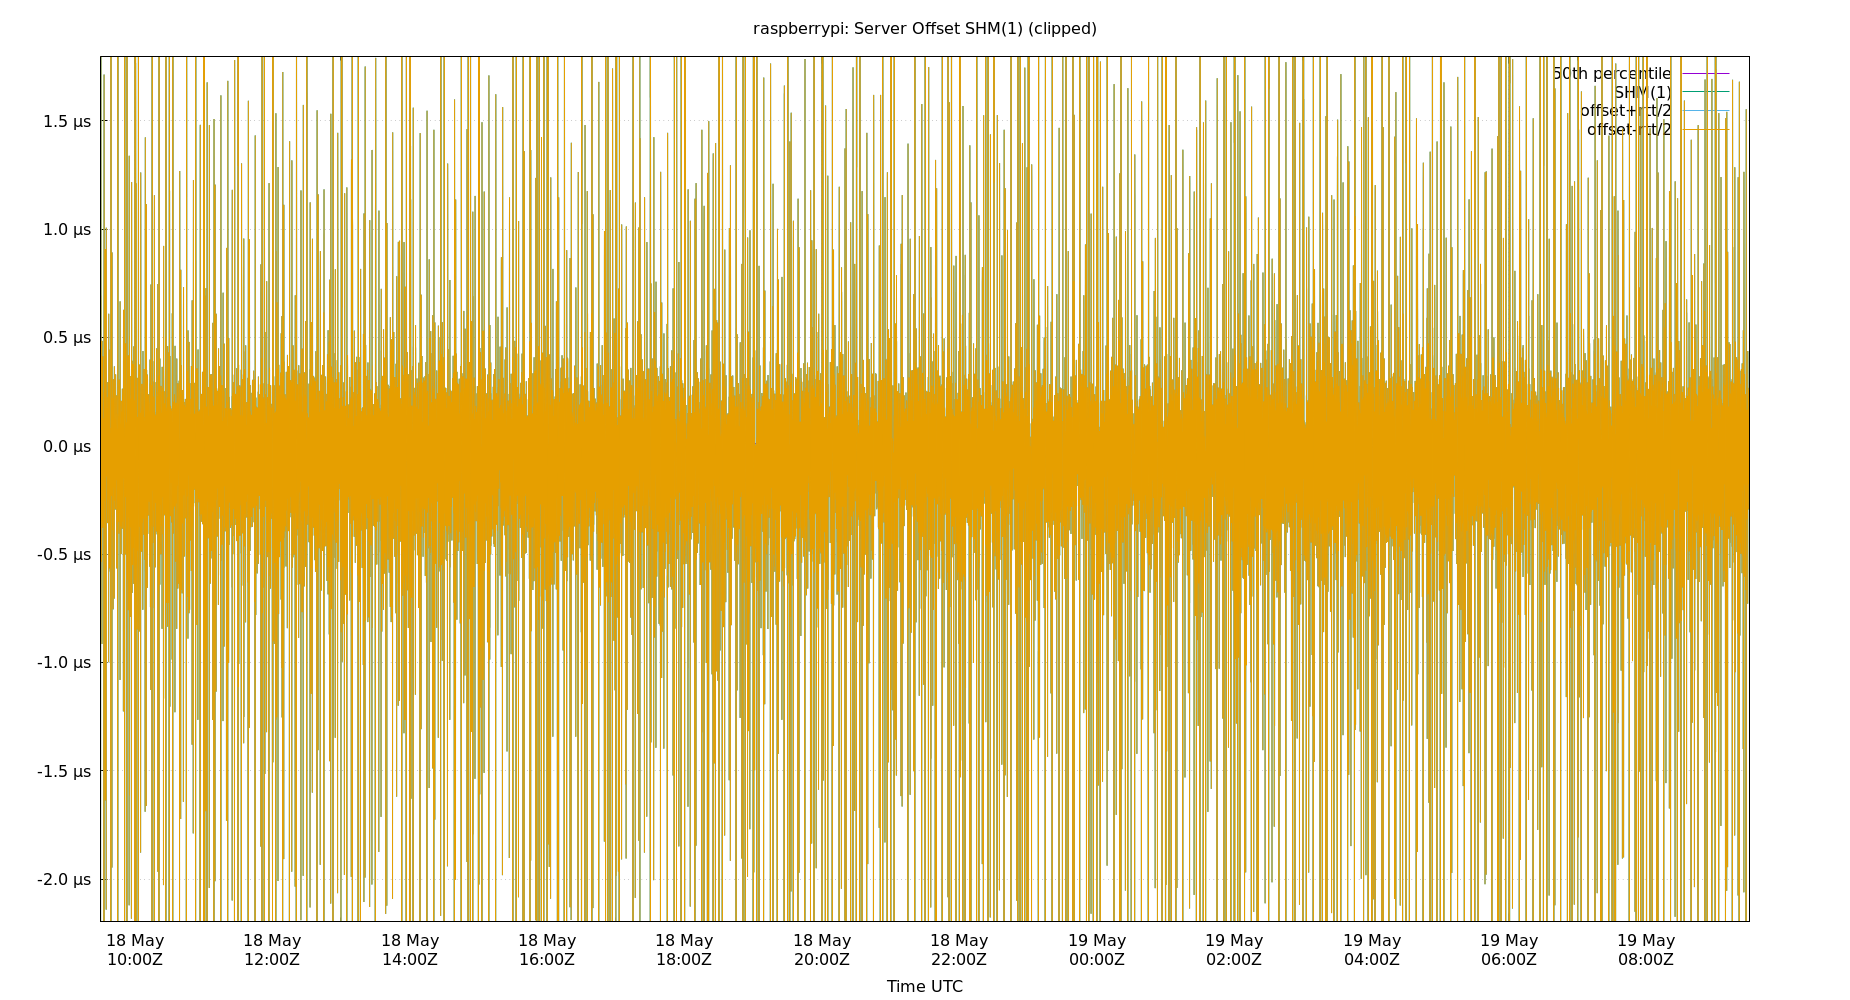 raspberrypi: Server Offset SHM(1) (clipped)
50th percentile
SHM(1)
offset+rtt/2
offset-rtt/2
1.5 µs
1.0 µs
0.5 µs
0.0 µs
-0.5 µs
-1.0 µs
-1.5 µs
-2.0 µs
18 May 18 May 18 May 18 May 18 May 18 May 18 May 19 May 19 May 19 May 19 May 19 May
10:00Z 12:00Z 14:00Z 16:00Z 18:00Z 20:00Z 22:00Z 00:00Z 02:00Z 04:00Z 06:00Z 08:00Z
Time UTC